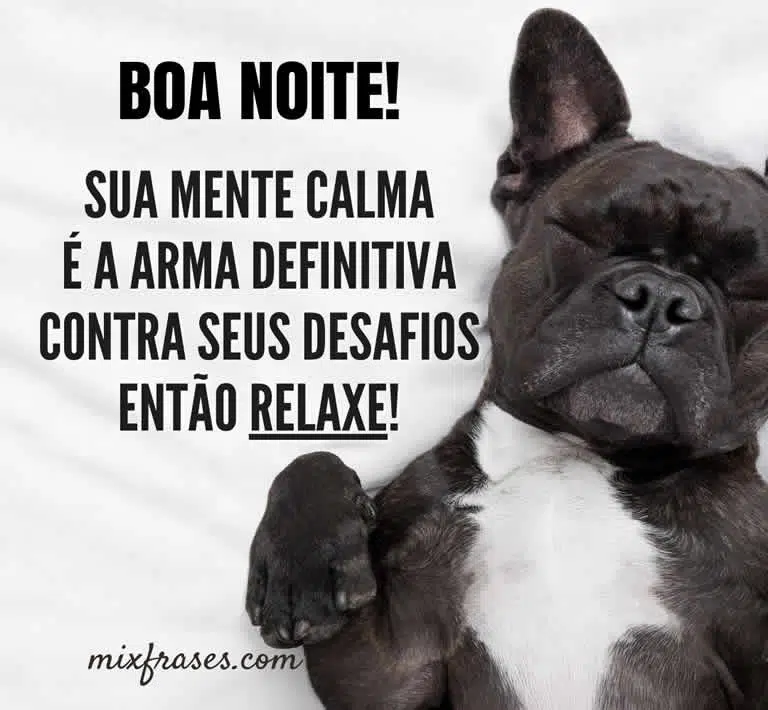 BOA NOITE!
SUA MENTE CALMA
É A ARMA DEFINITIVA
CONTRA SEUS DESAFIOS
ENTÃO RELAXE!
mixfrases.com